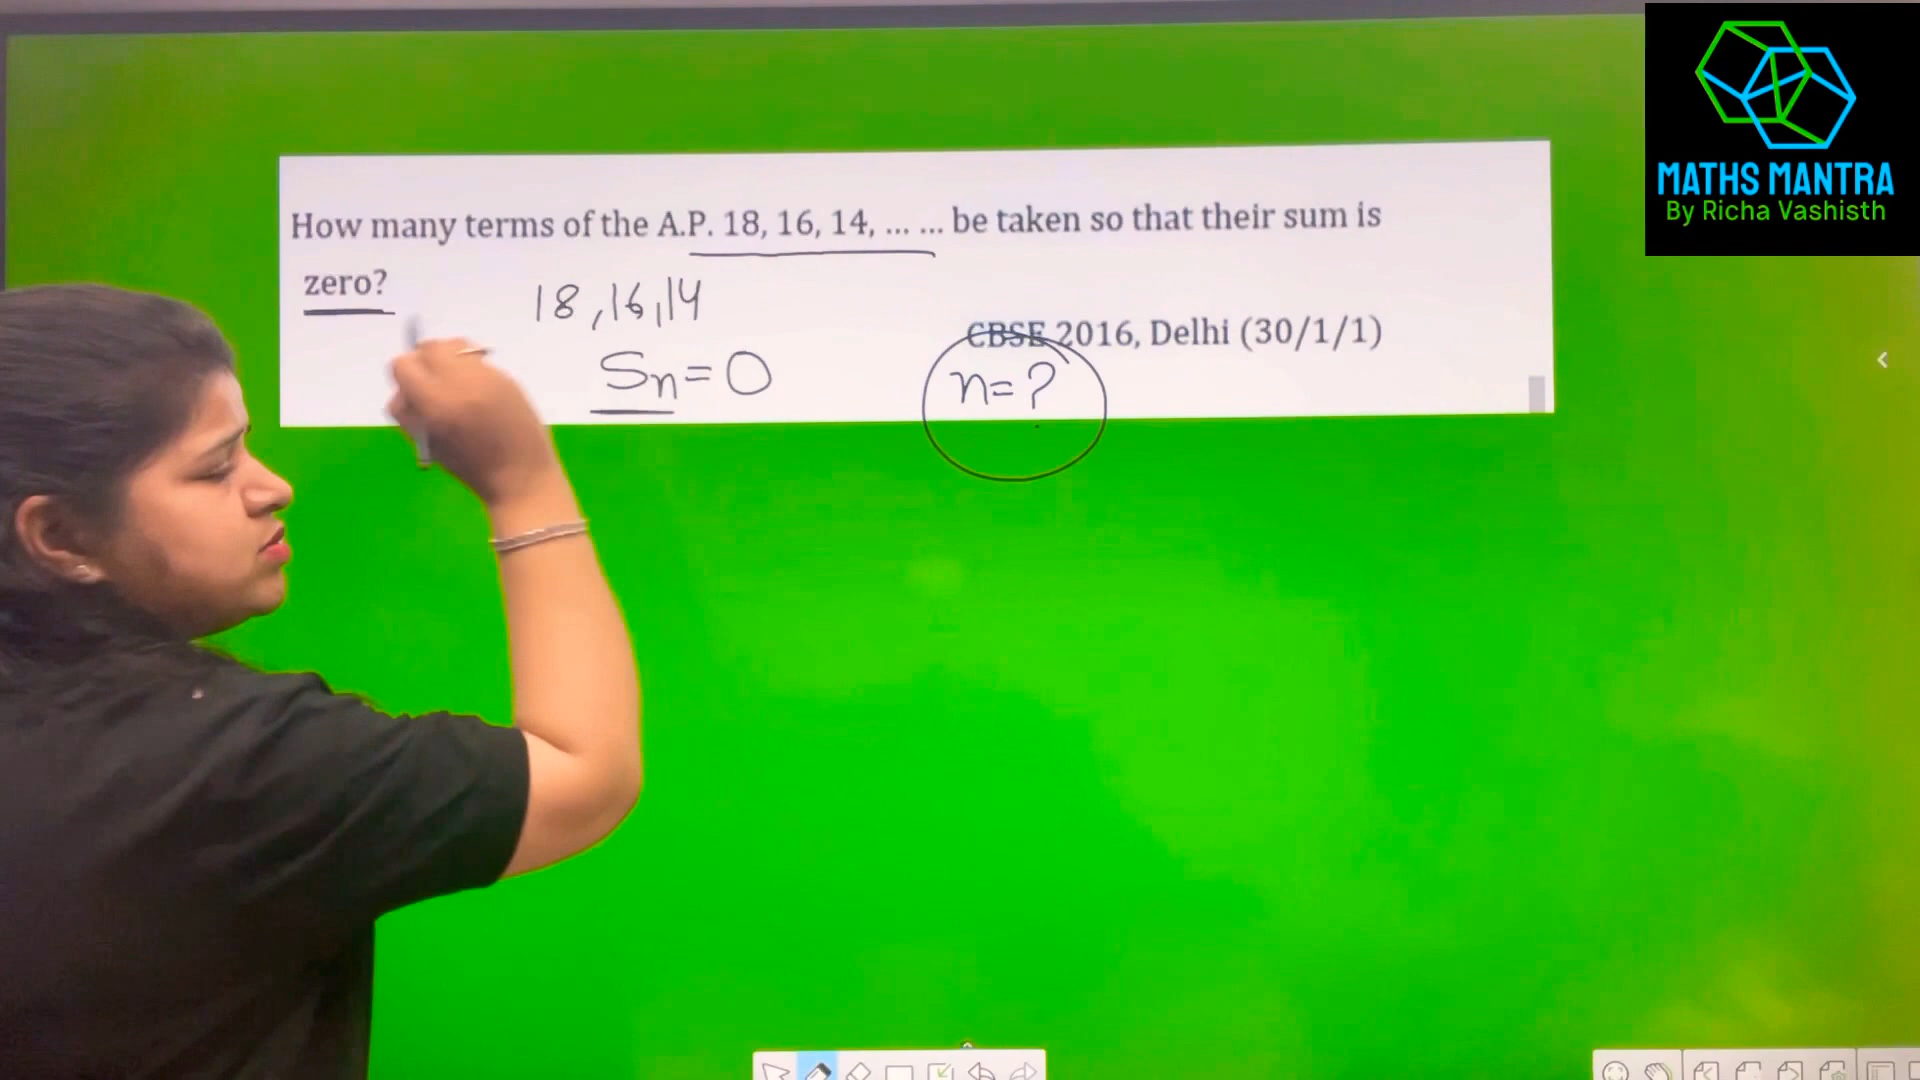 How many terms of the A.P. 18, 16, 14, ... ... be taken so that their sum is
zero?
18, 16, 14
CBSE 2016, Delhi (30/1/1)
Sn = 0
n = ?
MATHS MANTRA
By Richa Vashisth